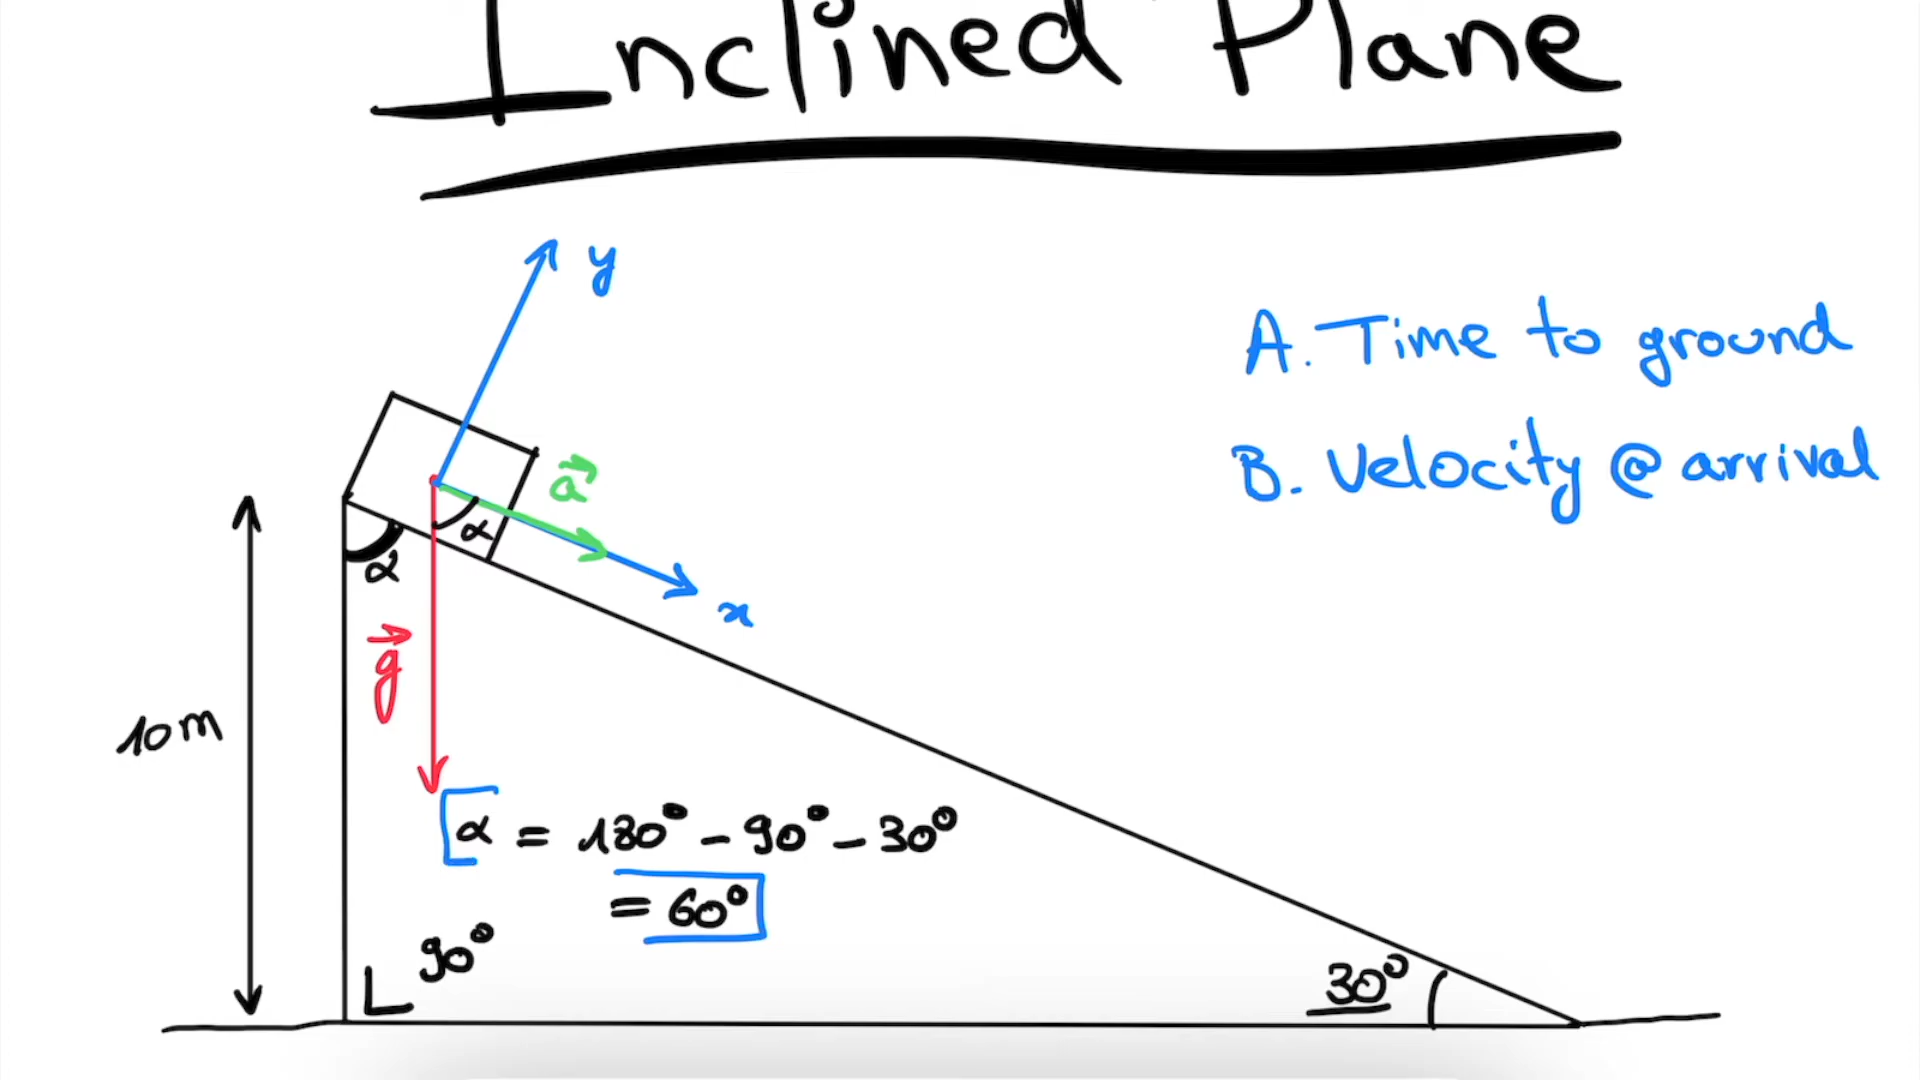 Inclined Plane
y
A. Time to ground
B. Velocity @ arrival
a⃗
α
α
x
g⃗
10m
α = 180° - 90° - 30°
= 60°
90°
30°